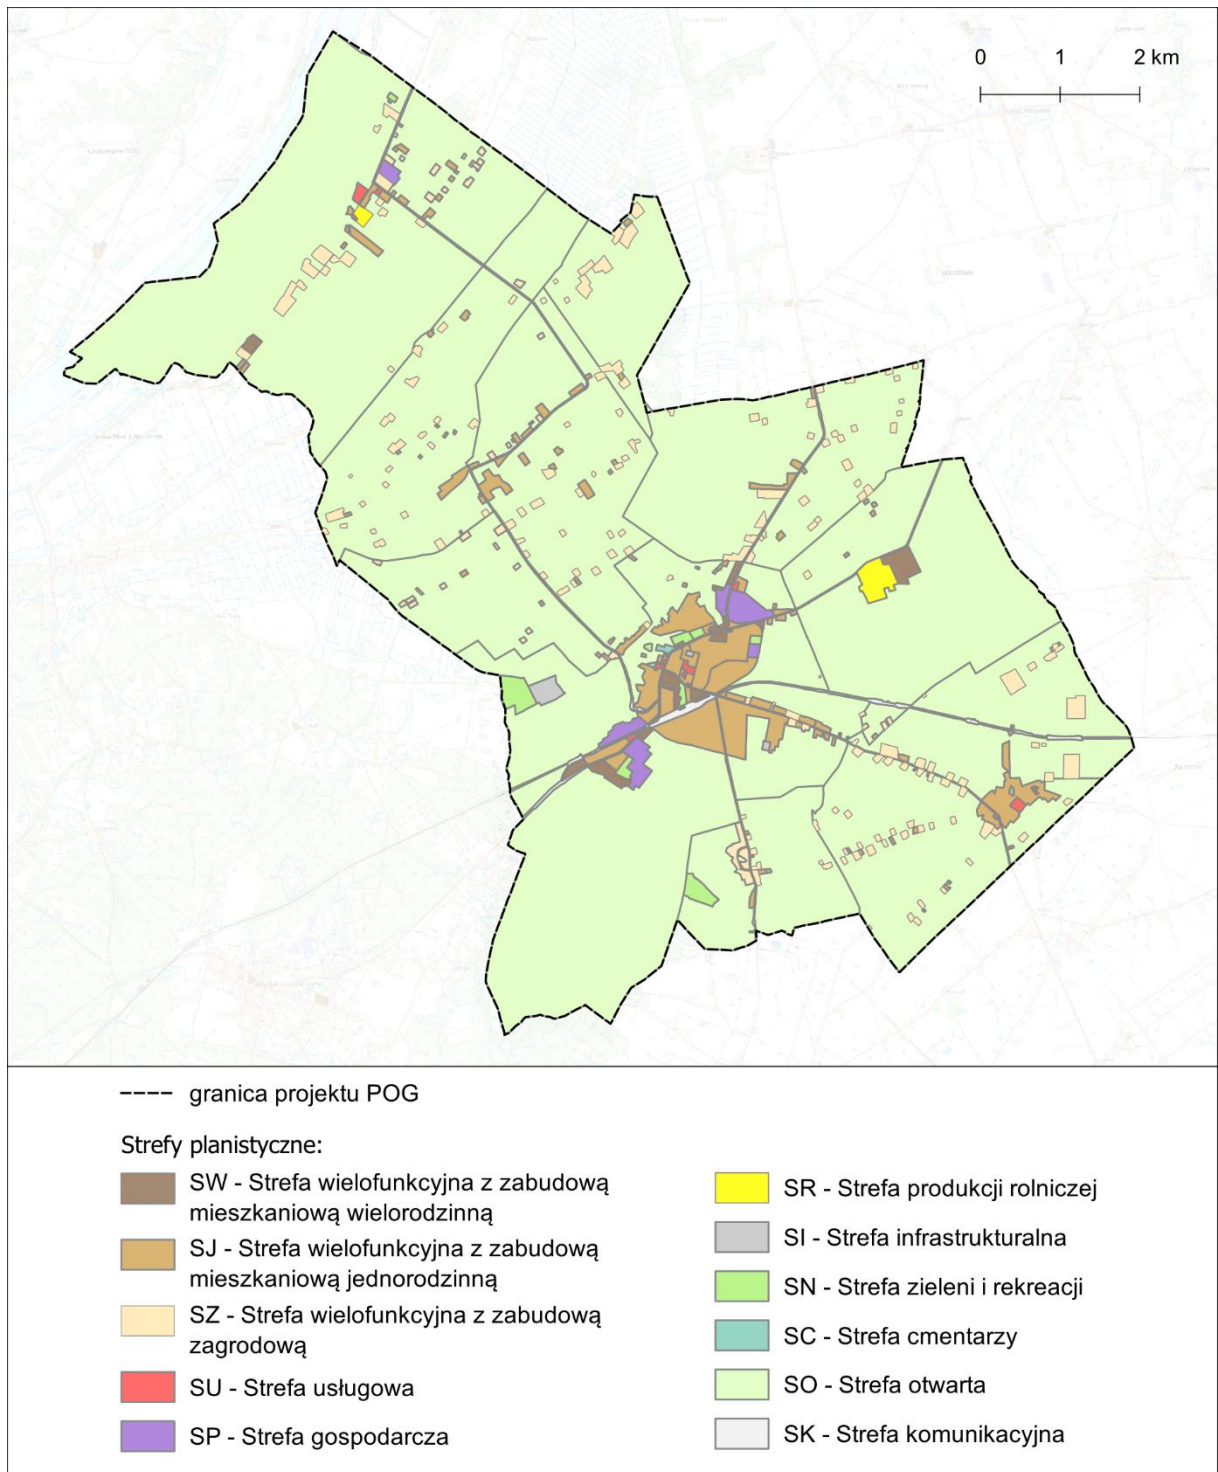 0 1 2 km
granica projektu POG
Strefy planistyczne:
SW - Strefa wielofunkcyjna z zabudową
mieszkaniową wielorodzinną
SJ - Strefa wielofunkcyjna z zabudową
mieszkaniową jednorodzinną
SZ - Strefa wielofunkcyjna z zabudową
zagrodową
SU - Strefa usługowa
SP - Strefa gospodarcza
SR - Strefa produkcji rolniczej
SI - Strefa infrastrukturalna
SN - Strefa zieleni i rekreacji
SC - Strefa cmentarzy
SO - Strefa otwarta
SK - Strefa komunikacyjna